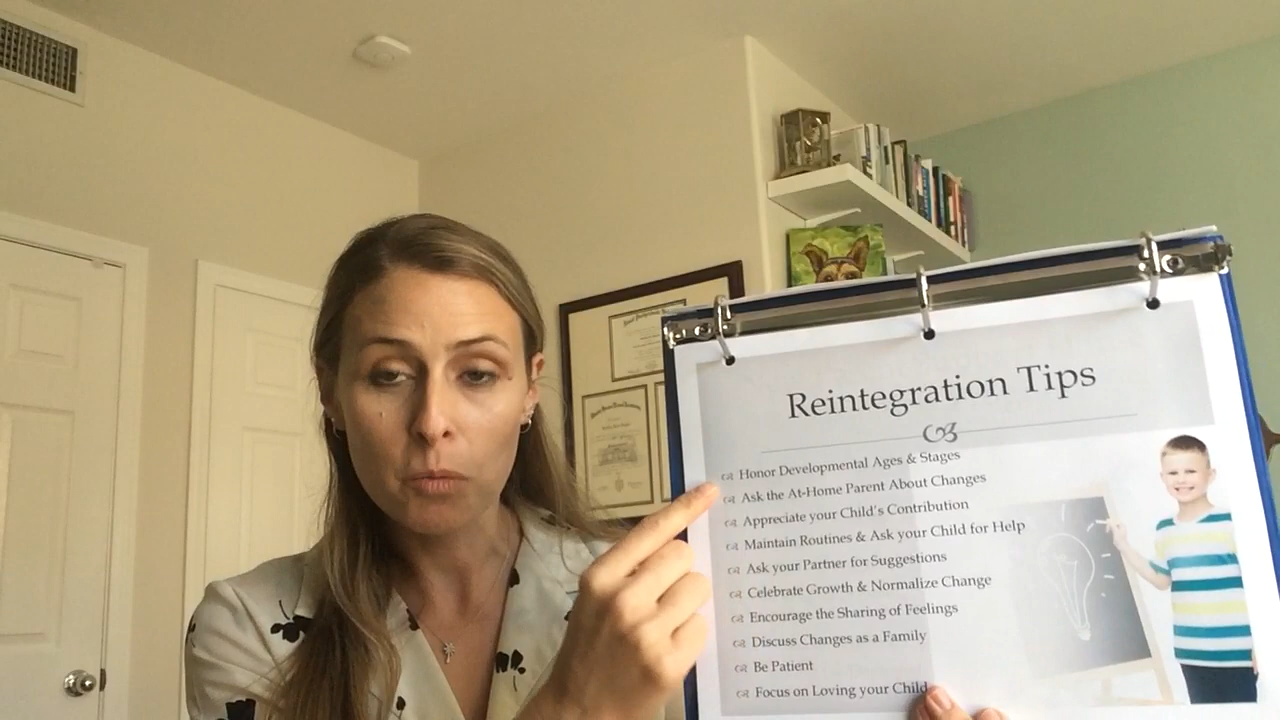 Reintegration Tips
Honor Developmental Ages & Stages
Ask the At-Home Parent About Changes
Appreciate your Child's Contribution
Maintain Routines & Ask your Child for Help
Ask your Partner for Suggestions
Celebrate Growth & Normalize Change
Encourage the Sharing of Feelings
Discuss Changes as a Family
Be Patient
Focus on Loving your Child